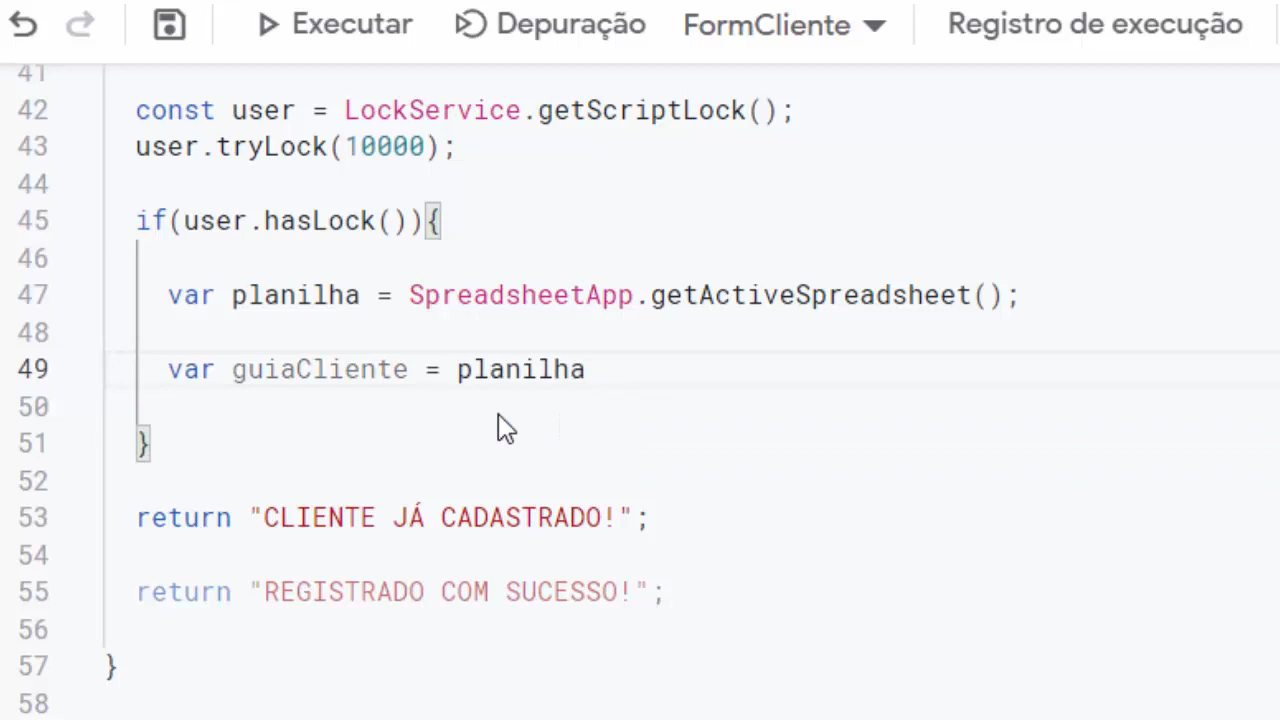 Executar Depuração FormCliente Registro de execução
41
42 const user = LockService.getScriptLock();
43 user.tryLock(10000);
44
45 if(user.hasLock()){
46
47 var planilha = SpreadsheetApp.getActiveSpreadsheet();
48
49 var guiaCliente = planilha
50
51 }
52
53 return "CLIENTE JÁ CADASTRADO!";
54
55 return "REGISTRADO COM SUCESSO!";
56
57 }
58